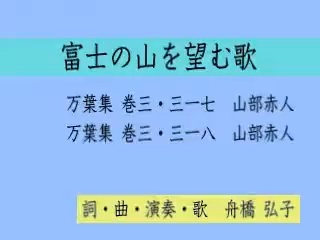 富士の山を望む歌
万葉集 巻三・三一七　山部赤人
万葉集 巻三・三一八　山部赤人
詞・曲・演奏・歌　舟橋 弘子